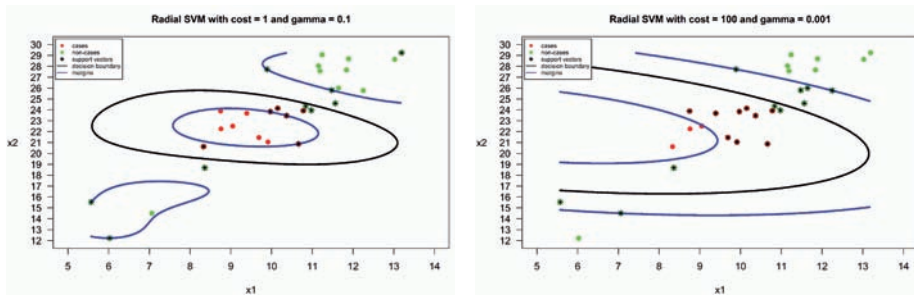 Radial SVM with cost = 1 and gamma = 0.1
cases
non-cases
support vectors
decision boundary
margins
x2
30
29
28
27
26
25
24
23
22
21
20
19
18
17
16
15
14
13
12
5 6 7 8 9 10 11 12 13 14
x1
Radial SVM with cost = 100 and gamma = 0.001
cases
non-cases
support vectors
decision boundary
margins
x2
30
29
28
27
26
25
24
23
22
21
20
19
18
17
16
15
14
13
12
5 6 7 8 9 10 11 12 13 14
x1